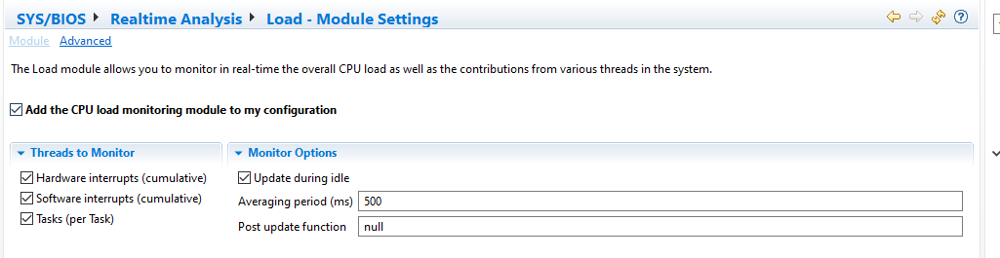 SYS/BIOS Realtime Analysis Load - Module Settings
Module Advanced
The Load module allows you to monitor in real-time the overall CPU load as well as the contributions from various threads in the system.
Add the CPU load monitoring module to my configuration
Threads to Monitor
Hardware interrupts (cumulative)
Software interrupts (cumulative)
Tasks (per Task)
Monitor Options
Update during idle
Averaging period (ms) 500
Post update function null